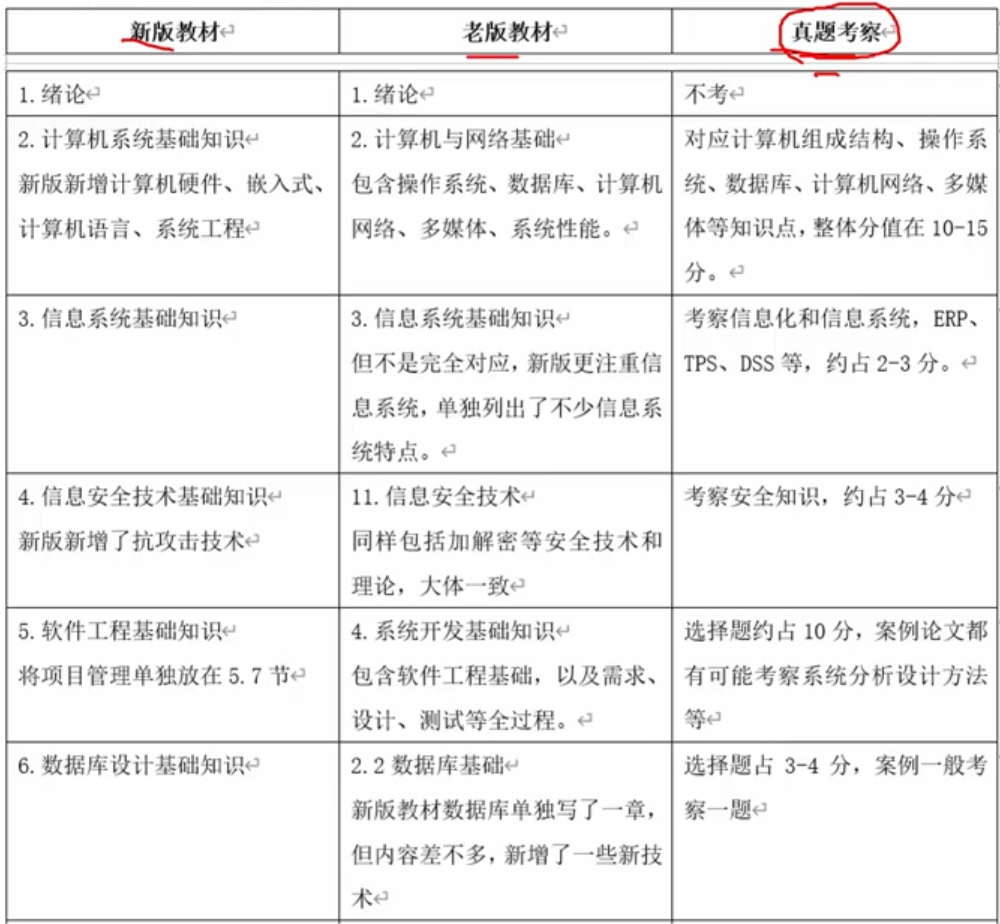 新版教材
老版教材
真题考察
1.绪论
1.绪论
不考
2.计算机系统基础知识
新版新增计算机硬件、嵌入式、
计算机语言、系统工程
2.计算机与网络基础
包含操作系统、数据库、计算机
网络、多媒体、系统性能。
对应计算机组成结构、操作系
统、数据库、计算机网络、多媒
体等知识点，整体分值在 10-15
分。
3.信息系统基础知识
3.信息系统基础知识
但不是完全对应，新版更注重信
息系统，单独列出了不少信息系
统特点。
考察信息化和信息系统，ERP、
TPS、DSS 等，约占 2-3 分。
4.信息安全技术基础知识
新版新增了抗攻击技术
11.信息安全技术
同样包括加解密等安全技术和
理论，大体一致
考察安全知识，约占 3-4 分
5.软件工程基础知识
将项目管理单独放在 5.7 节
4.系统开发基础知识
包含软件工程基础，以及需求、
设计、测试等全过程。
选择题约占 10 分，案例论文都
有可能考察系统分析设计方法
等
6.数据库设计基础知识
2.2 数据库基础
新版教材数据库单独写了一章，
但内容差不多，新增了一些新技
术
选择题占 3-4 分，案例一般考
察一题